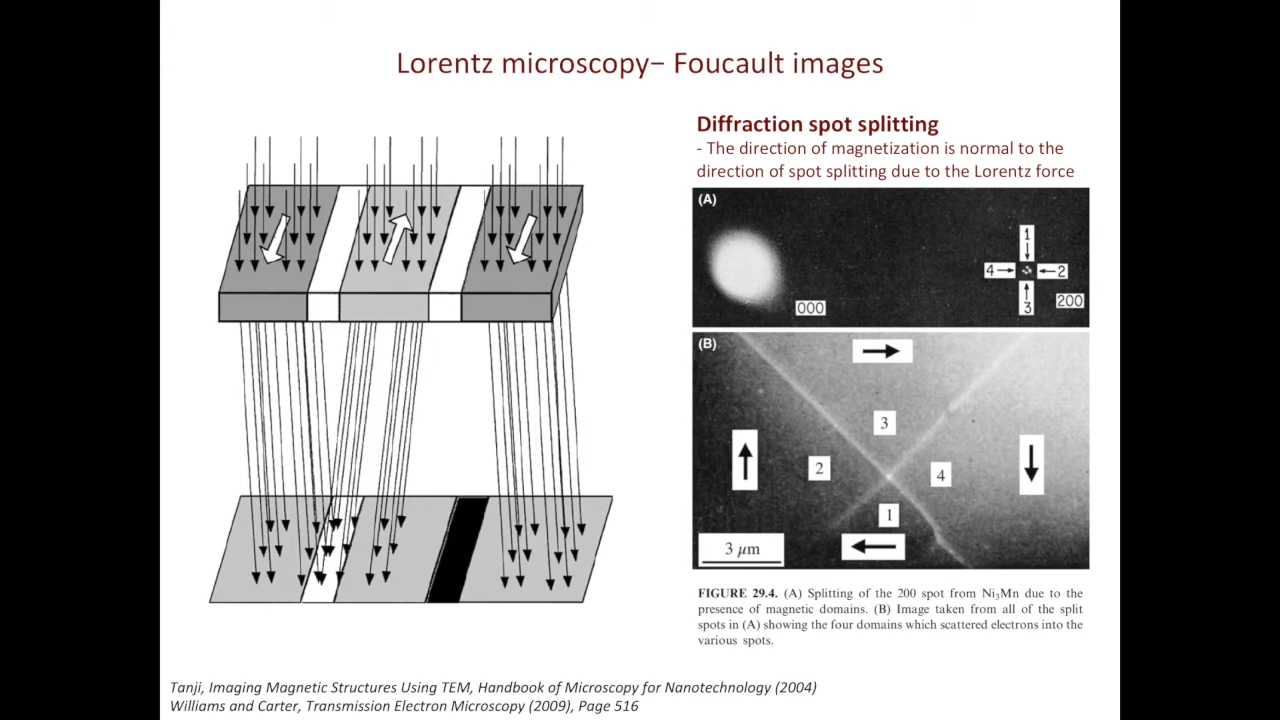 Lorentz microscopy− Foucault images
Diffraction spot splitting
- The direction of magnetization is normal to the
direction of spot splitting due to the Lorentz force
(A)
1
4
2
3
000
200
(B)
3
2
4
1
3 μm
FIGURE 29.4. (A) Splitting of the 200 spot from Ni₃Mn due to the
presence of magnetic domains. (B) Image taken from all of the split
spots in (A) showing the four domains which scattered electrons into the
various spots.
Tanji, Imaging Magnetic Structures Using TEM, Handbook of Microscopy for Nanotechnology (2004)
Williams and Carter, Transmission Electron Microscopy (2009), Page 516